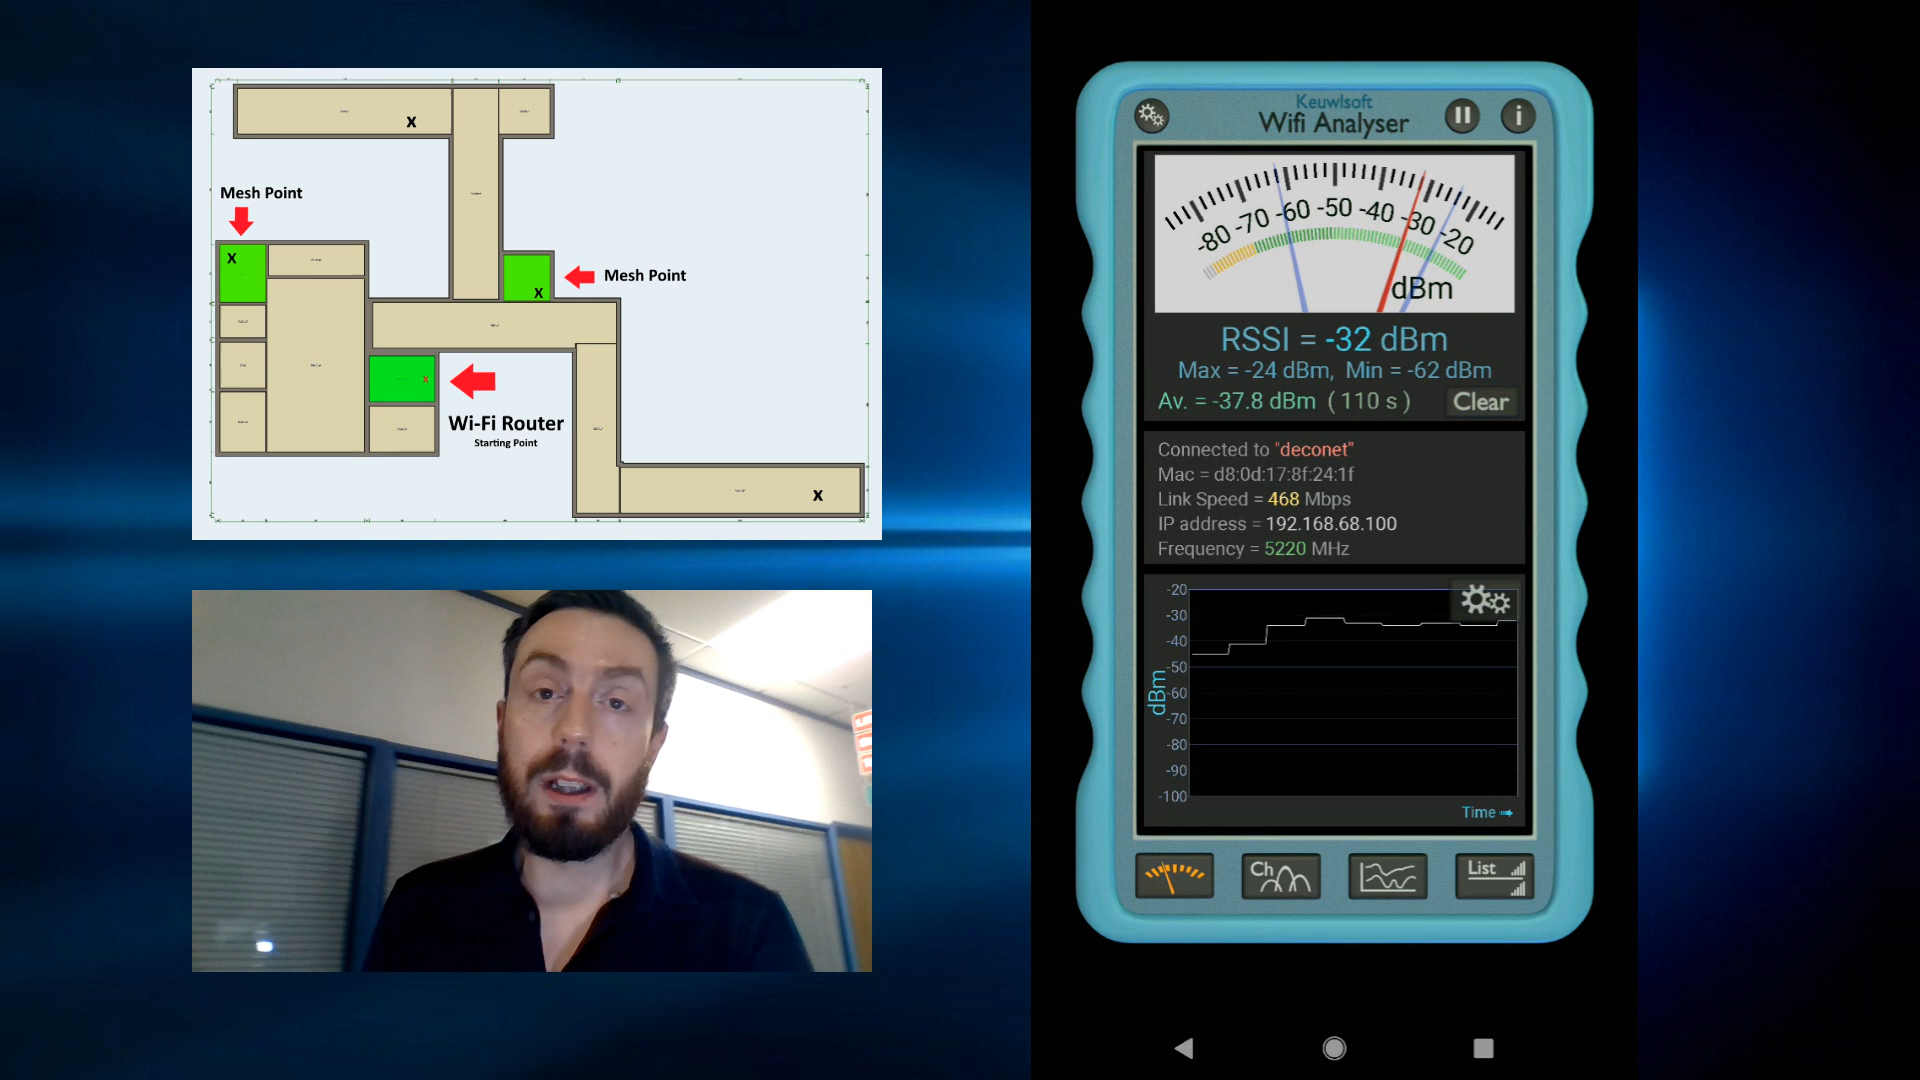 X
Mesh Point
X
Mesh Point
X
x
Wi-Fi Router
Starting Point
X
Keuwlsoft
Wifi Analyser
i
-80 -70 -60 -50 -40 -30 -20
dBm
RSSI = -32 dBm
Max = -24 dBm, Min = -62 dBm
Av. = -37.8 dBm ( 110 s )
Clear
Connected to "deconet"
Mac = d8:0d:17:8f:24:1f
Link Speed = 468 Mbps
IP address = 192.168.68.100
Frequency = 5220 MHz
-20
-30
-40
-50
-60
-70
-80
-90
-100
dBm
Time
Ch
List